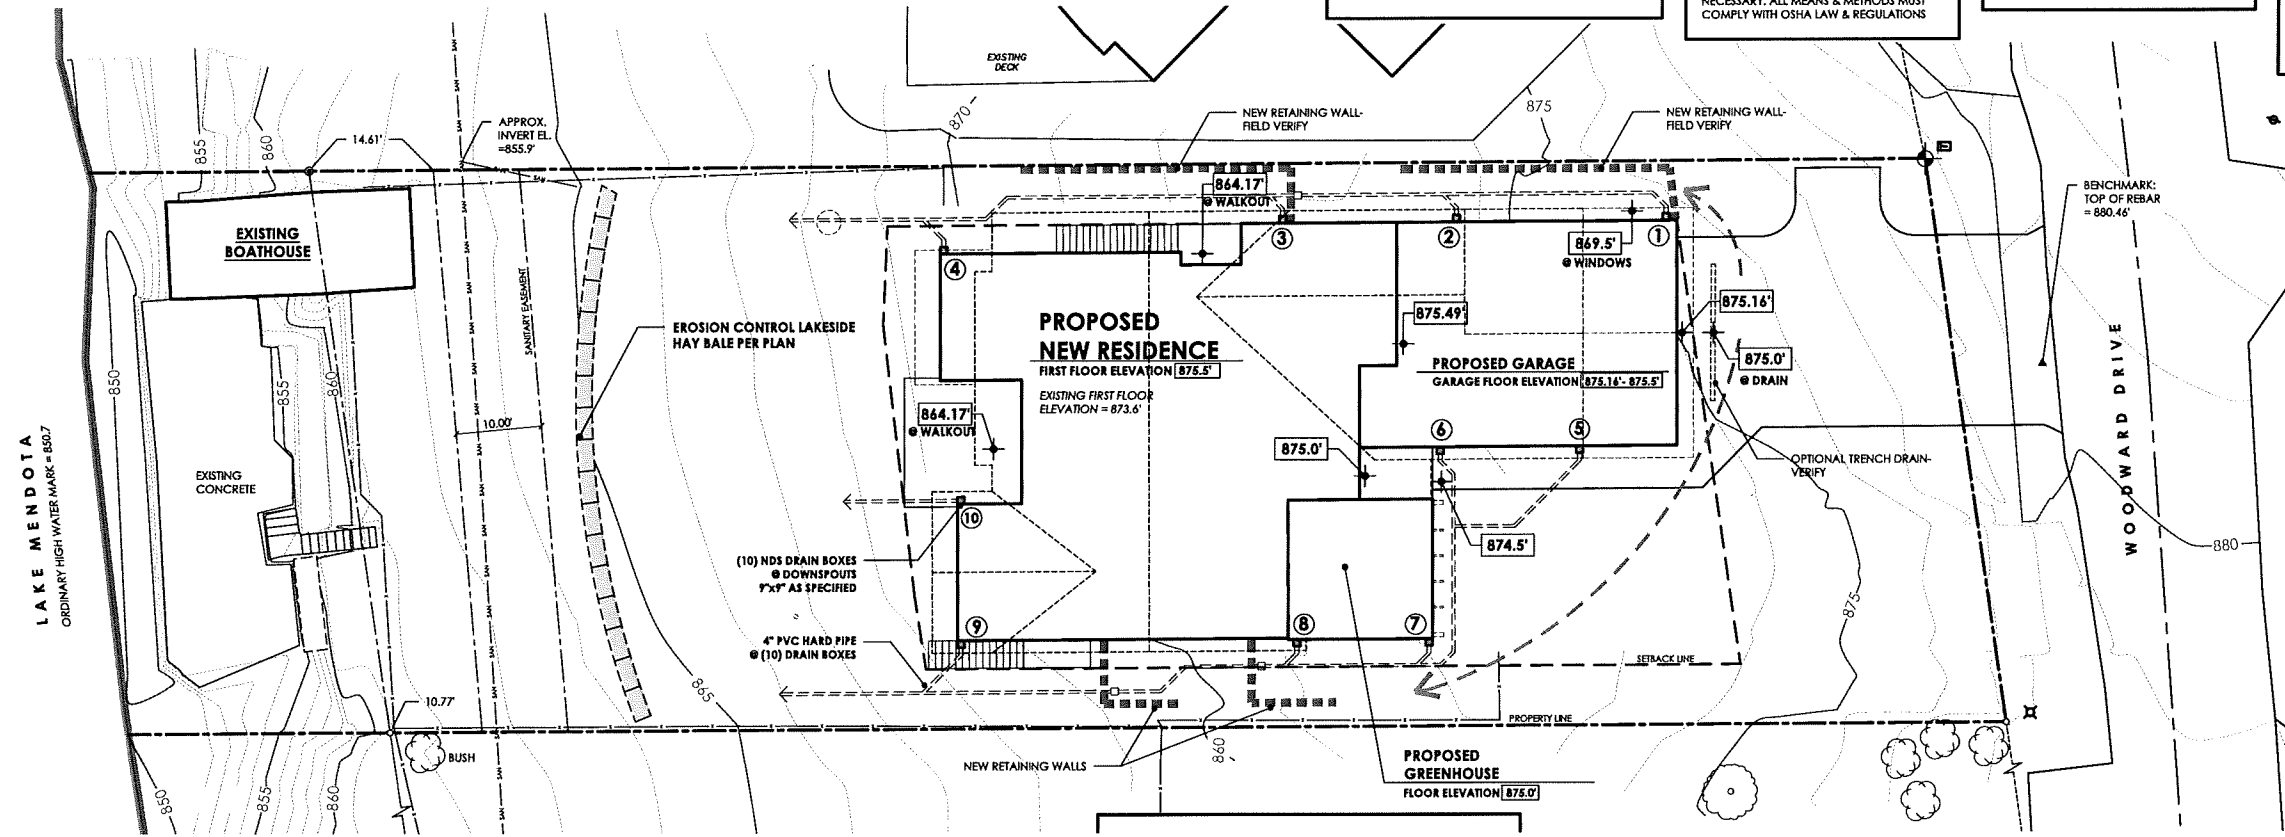 NECESSARY. ALL MEANS & METHODS MUST
COMPLY WITH OSHA LAW & REGULATIONS
EXISTING
DECK
870
875
NEW RETAINING WALL-
FIELD VERIFY
NEW RETAINING WALL-
FIELD VERIFY
APPROX.
INVERT EL.
=855.9'
14.61'
855
860
SAN
SAN
SAN
864.17'
@ WALKOUT
BENCHMARK:
TOP OF REBAR
= 880.46'
EXISTING
BOATHOUSE
3
2
1
869.5'
@ WINDOWS
4
SANITARY EASEMENT
EROSION CONTROL LAKESIDE
HAY BALE PER PLAN
PROPOSED
NEW RESIDENCE
FIRST FLOOR ELEVATION 875.5'
EXISTING FIRST FLOOR
ELEVATION = 873.6'
875.49'
875.16'
875.0'
@ DRAIN
PROPOSED GARAGE
GARAGE FLOOR ELEVATION 875.16'- 875.5'
850
855
860
10.00'
864.17'
@ WALKOUT
6
5
875.0'
OPTIONAL TRENCH DRAIN-
VERIFY
WOODWARD DRIVE
LAKE MENDOTA
ORDINARY HIGH WATER MARK = 850.7
EXISTING
CONCRETE
10
874.5'
880
(10) NDS DRAIN BOXES
@ DOWNSPOUTS
9"x9" AS SPECIFIED
875
9
8
7
4" PVC HARD PIPE
@ (10) DRAIN BOXES
SETBACK LINE
865
10.77'
PROPERTY LINE
BUSH
860
NEW RETAINING WALLS
PROPOSED
GREENHOUSE
FLOOR ELEVATION 875.0'
850
855
860